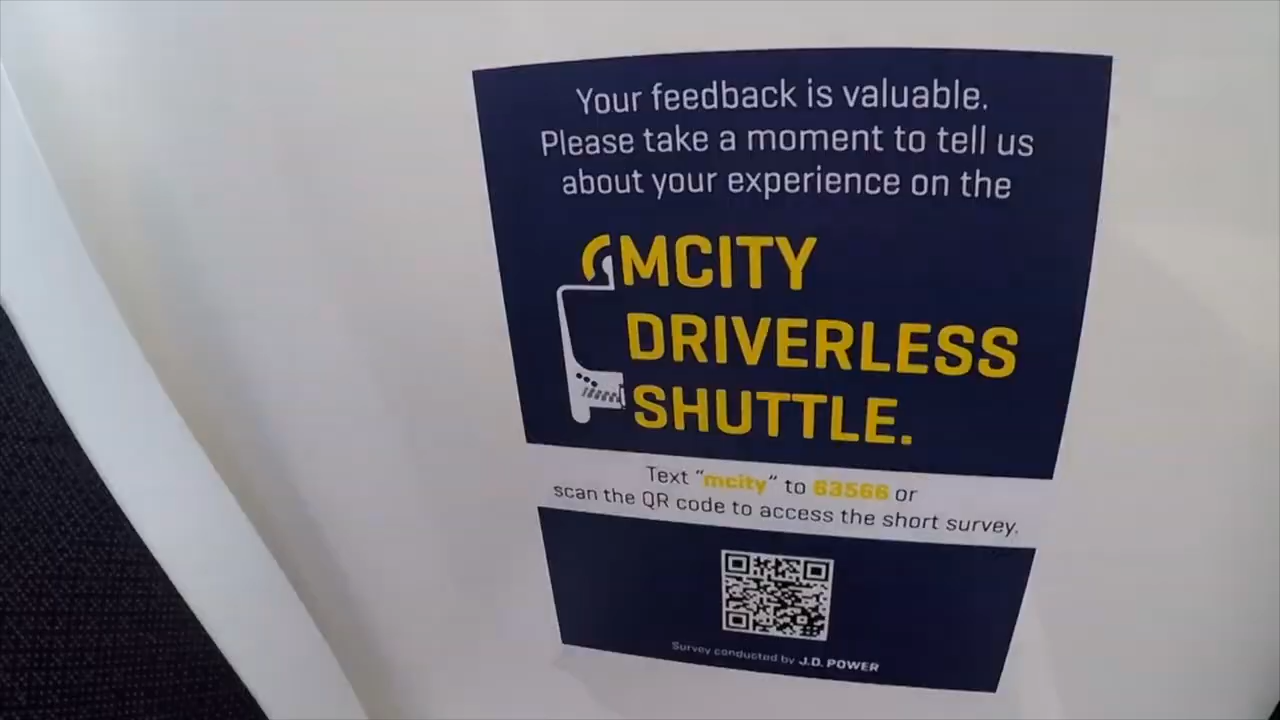 Your feedback is valuable.
Please take a moment to tell us
about your experience on the
MCITY
DRIVERLESS
SHUTTLE.
Text “mcity” to 63566 or
scan the QR code to access the short survey.
Survey conducted by J.D. POWER